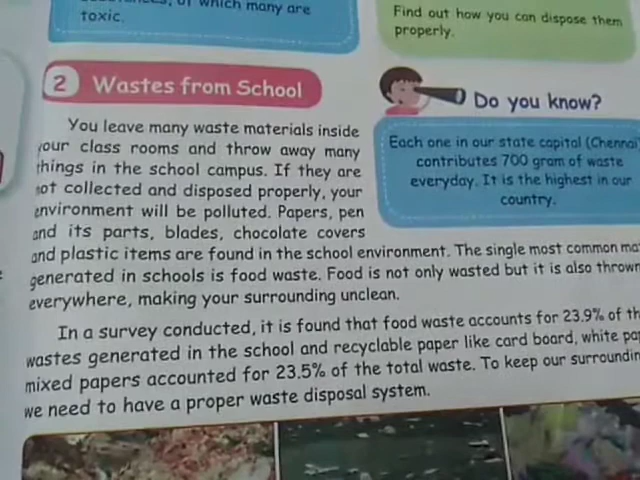 of which many are
toxic.
Find out how you can dispose them
properly.
2 Wastes from School
You leave many waste materials inside
your class rooms and throw away many
things in the school campus. If they are
not collected and disposed properly, your
environment will be polluted. Papers, pen
and its parts, blades, chocolate covers
and plastic items are found in the school environment. The single most common
generated in schools is food waste. Food is not only wasted but it is also thrown
everywhere, making your surrounding unclean.
Do you know?
Each one in our state capital (Chennai
contributes 700 gram of waste
everyday. It is the highest in our
country.
In a survey conducted, it is found that food waste accounts for 23.9% of
wastes generated in the school and recyclable paper like card board, white
mixed papers accounted for 23.5% of the total waste. To keep our
we need to have a proper waste disposal system.